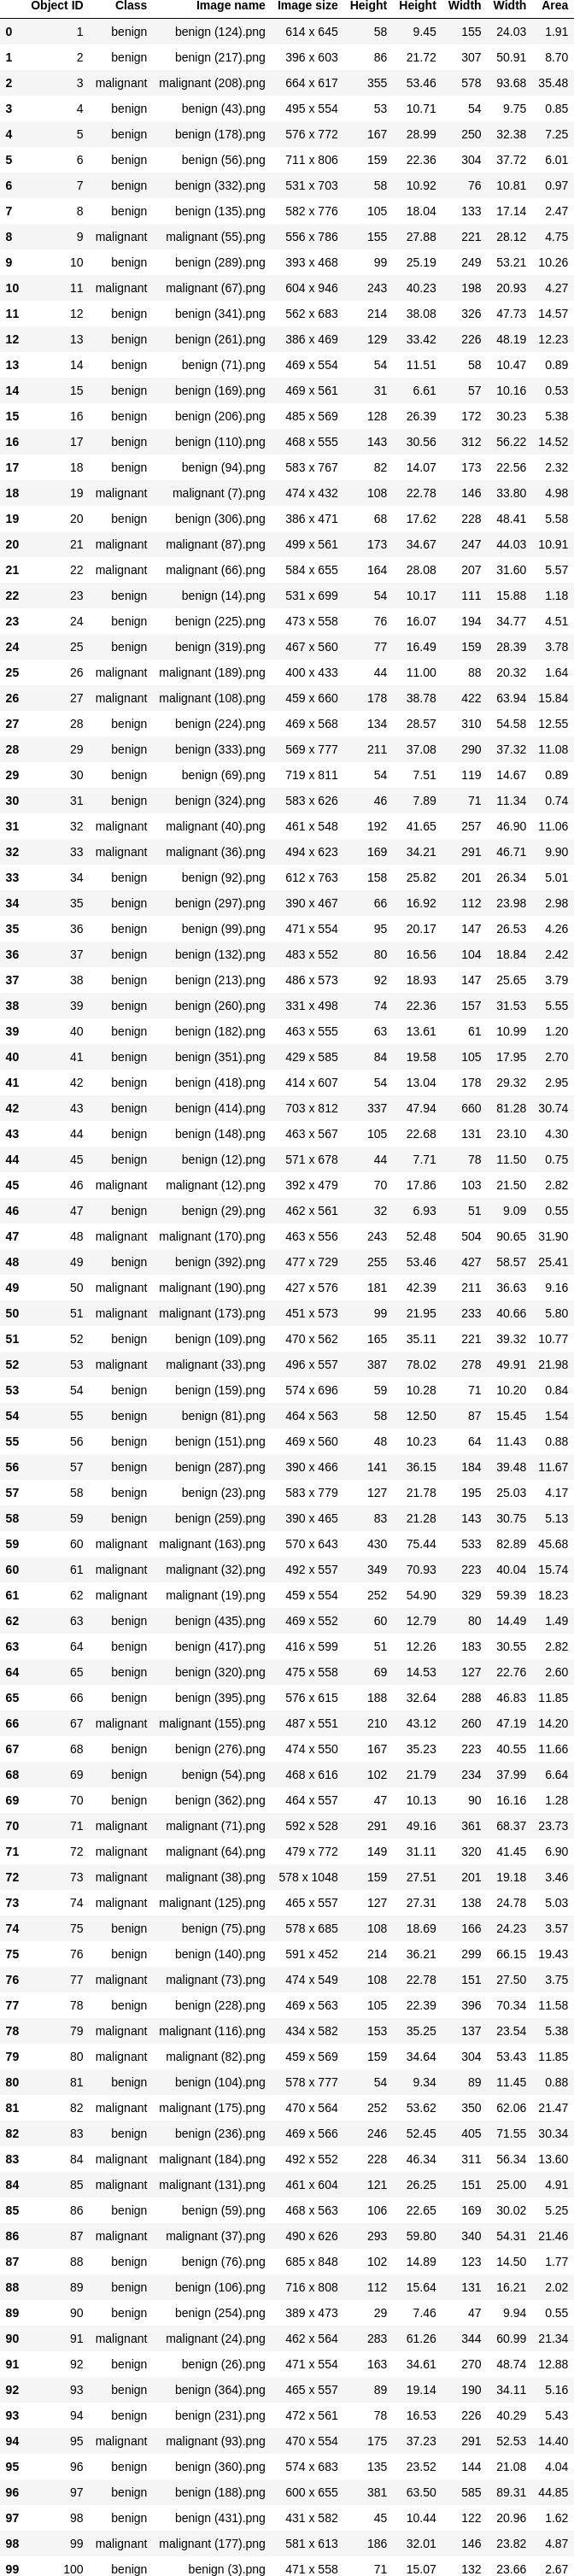 Object ID Class Image name Image size Height Height Width Width Area
0 1 benign benign (124).png 614 x 645 58 9.45 155 24.03 1.91
1 2 benign benign (217).png 396 x 603 86 21.72 307 50.91 8.70
2 3 malignant malignant (208).png 664 x 617 355 53.46 578 93.68 35.48
3 4 benign benign (43).png 495 x 554 53 10.71 54 9.75 0.85
4 5 benign benign (178).png 576 x 772 167 28.99 250 32.38 7.25
5 6 benign benign (56).png 711 x 806 159 22.36 304 37.72 6.01
6 7 benign benign (332).png 531 x 703 58 10.92 76 10.81 0.97
7 8 benign benign (135).png 582 x 776 105 18.04 133 17.14 2.47
8 9 malignant malignant (55).png 556 x 786 155 27.88 221 28.12 4.75
9 10 benign benign (289).png 393 x 468 99 25.19 249 53.21 10.26
10 11 malignant malignant (67).png 604 x 946 243 40.23 198 20.93 4.27
11 12 benign benign (341).png 562 x 683 214 38.08 326 47.73 14.57
12 13 benign benign (261).png 386 x 469 129 33.42 226 48.19 12.23
13 14 benign benign (71).png 469 x 554 54 11.51 58 10.47 0.89
14 15 benign benign (169).png 469 x 561 31 6.61 57 10.16 0.53
15 16 benign benign (206).png 485 x 569 128 26.39 172 30.23 5.38
16 17 benign benign (110).png 468 x 555 143 30.56 312 56.22 14.52
17 18 benign benign (94).png 583 x 767 82 14.07 173 22.56 2.32
18 19 malignant malignant (7).png 474 x 432 108 22.78 146 33.80 4.98
19 20 benign benign (306).png 386 x 471 68 17.62 228 48.41 5.58
20 21 malignant malignant (87).png 499 x 561 173 34.67 247 44.03 10.91
21 22 malignant malignant (66).png 584 x 655 164 28.08 207 31.60 5.57
22 23 benign benign (14).png 531 x 699 54 10.17 111 15.88 1.18
23 24 benign benign (225).png 473 x 558 76 16.07 194 34.77 4.51
24 25 benign benign (319).png 467 x 560 77 16.49 159 28.39 3.78
25 26 malignant malignant (189).png 400 x 433 44 11.00 88 20.32 1.64
26 27 malignant malignant (108).png 459 x 660 178 38.78 422 63.94 15.84
27 28 benign benign (224).png 469 x 568 134 28.57 310 54.58 12.55
28 29 benign benign (333).png 569 x 777 211 37.08 290 37.32 11.08
29 30 benign benign (69).png 719 x 811 54 7.51 119 14.67 0.89
30 31 benign benign (324).png 583 x 626 46 7.89 71 11.34 0.74
31 32 malignant malignant (40).png 461 x 548 192 41.65 257 46.90 11.06
32 33 malignant malignant (36).png 494 x 623 169 34.21 291 46.71 9.90
33 34 benign benign (92).png 612 x 763 158 25.82 201 26.34 5.01
34 35 benign benign (297).png 390 x 467 66 16.92 112 23.98 2.98
35 36 benign benign (99).png 471 x 554 95 20.17 147 26.53 4.26
36 37 benign benign (132).png 483 x 552 80 16.56 104 18.84 2.42
37 38 benign benign (213).png 486 x 573 92 18.93 147 25.65 3.79
38 39 benign benign (260).png 331 x 498 74 22.36 157 31.53 5.55
39 40 benign benign (182).png 463 x 555 63 13.61 61 10.99 1.20
40 41 benign benign (351).png 429 x 585 84 19.58 105 17.95 2.70
41 42 benign benign (418).png 414 x 607 54 13.04 178 29.32 2.95
42 43 benign benign (414).png 703 x 812 337 47.94 660 81.28 30.74
43 44 benign benign (148).png 463 x 567 105 22.68 131 23.10 4.30
44 45 benign benign (12).png 571 x 678 44 7.71 78 11.50 0.75
45 46 malignant malignant (12).png 392 x 479 70 17.86 103 21.50 2.82
46 47 benign benign (29).png 462 x 561 32 6.93 51 9.09 0.55
47 48 malignant malignant (170).png 463 x 556 243 52.48 504 90.65 31.90
48 49 benign benign (392).png 477 x 729 255 53.46 427 58.57 25.41
49 50 malignant malignant (190).png 427 x 576 181 42.39 211 36.63 9.16
50 51 malignant malignant (173).png 451 x 573 99 21.95 233 40.66 5.80
51 52 benign benign (109).png 470 x 562 165 35.11 221 39.32 10.77
52 53 malignant malignant (33).png 496 x 557 387 78.02 278 49.91 21.98
53 54 benign benign (159).png 574 x 696 59 10.28 71 10.20 0.84
54 55 benign benign (81).png 464 x 563 58 12.50 87 15.45 1.54
55 56 benign benign (151).png 469 x 560 48 10.23 64 11.43 0.88
56 57 benign benign (287).png 390 x 466 141 36.15 184 39.48 11.67
57 58 benign benign (23).png 583 x 779 127 21.78 195 25.03 4.17
58 59 benign benign (259).png 390 x 465 83 21.28 143 30.75 5.13
59 60 malignant malignant (163).png 570 x 643 430 75.44 533 82.89 45.68
60 61 malignant malignant (32).png 492 x 557 349 70.93 223 40.04 15.74
61 62 malignant malignant (19).png 459 x 554 252 54.90 329 59.39 18.23
62 63 benign benign (435).png 469 x 552 60 12.79 80 14.49 1.49
63 64 benign benign (417).png 416 x 599 51 12.26 183 30.55 2.82
64 65 benign benign (320).png 475 x 558 69 14.53 127 22.76 2.60
65 66 benign benign (395).png 576 x 615 188 32.64 288 46.83 11.85
66 67 malignant malignant (155).png 487 x 551 210 43.12 260 47.19 14.20
67 68 benign benign (276).png 474 x 550 167 35.23 223 40.55 11.66
68 69 benign benign (54).png 468 x 616 102 21.79 234 37.99 6.64
69 70 benign benign (362).png 464 x 557 47 10.13 90 16.16 1.28
70 71 malignant malignant (71).png 592 x 528 291 49.16 361 68.37 23.73
71 72 malignant malignant (64).png 479 x 772 149 31.11 320 41.45 6.90
72 73 malignant malignant (38).png 578 x 1048 159 27.51 201 19.18 3.46
73 74 malignant malignant (125).png 465 x 557 127 27.31 138 24.78 5.03
74 75 benign benign (75).png 578 x 685 108 18.69 166 24.23 3.57
75 76 benign benign (140).png 591 x 452 214 36.21 299 66.15 19.43
76 77 malignant malignant (73).png 474 x 549 108 22.78 151 27.50 3.75
77 78 benign benign (228).png 469 x 563 105 22.39 396 70.34 11.58
78 79 malignant malignant (116).png 434 x 582 153 35.25 137 23.54 5.38
79 80 malignant malignant (82).png 459 x 569 159 34.64 304 53.43 11.85
80 81 benign benign (104).png 578 x 777 54 9.34 89 11.45 0.88
81 82 malignant malignant (175).png 470 x 564 252 53.62 350 62.06 21.47
82 83 benign benign (236).png 469 x 566 246 52.45 405 71.55 30.34
83 84 malignant malignant (184).png 492 x 552 228 46.34 311 56.34 13.60
84 85 malignant malignant (131).png 461 x 604 121 26.25 151 25.00 4.91
85 86 benign benign (59).png 468 x 563 106 22.65 169 30.02 5.25
86 87 malignant malignant (37).png 490 x 626 293 59.80 340 54.31 21.46
87 88 benign benign (76).png 685 x 848 102 14.89 123 14.50 1.77
88 89 benign benign (106).png 716 x 808 112 15.64 131 16.21 2.02
89 90 benign benign (254).png 389 x 473 29 7.46 47 9.94 0.55
90 91 malignant malignant (24).png 462 x 564 283 61.26 344 60.99 21.34
91 92 benign benign (26).png 471 x 554 163 34.61 270 48.74 12.88
92 93 benign benign (364).png 465 x 557 89 19.14 190 34.11 5.16
93 94 benign benign (231).png 472 x 561 78 16.53 226 40.29 5.43
94 95 malignant malignant (93).png 470 x 554 175 37.23 291 52.53 14.40
95 96 benign benign (360).png 574 x 683 135 23.52 144 21.08 4.04
96 97 benign benign (188).png 600 x 655 381 63.50 585 89.31 44.85
97 98 benign benign (431).png 431 x 582 45 10.44 122 20.96 1.62
98 99 malignant malignant (177).png 581 x 613 186 32.01 146 23.82 4.87
99 100 benign benign (3).png 471 x 558 71 15.07 132 23.66 2.67